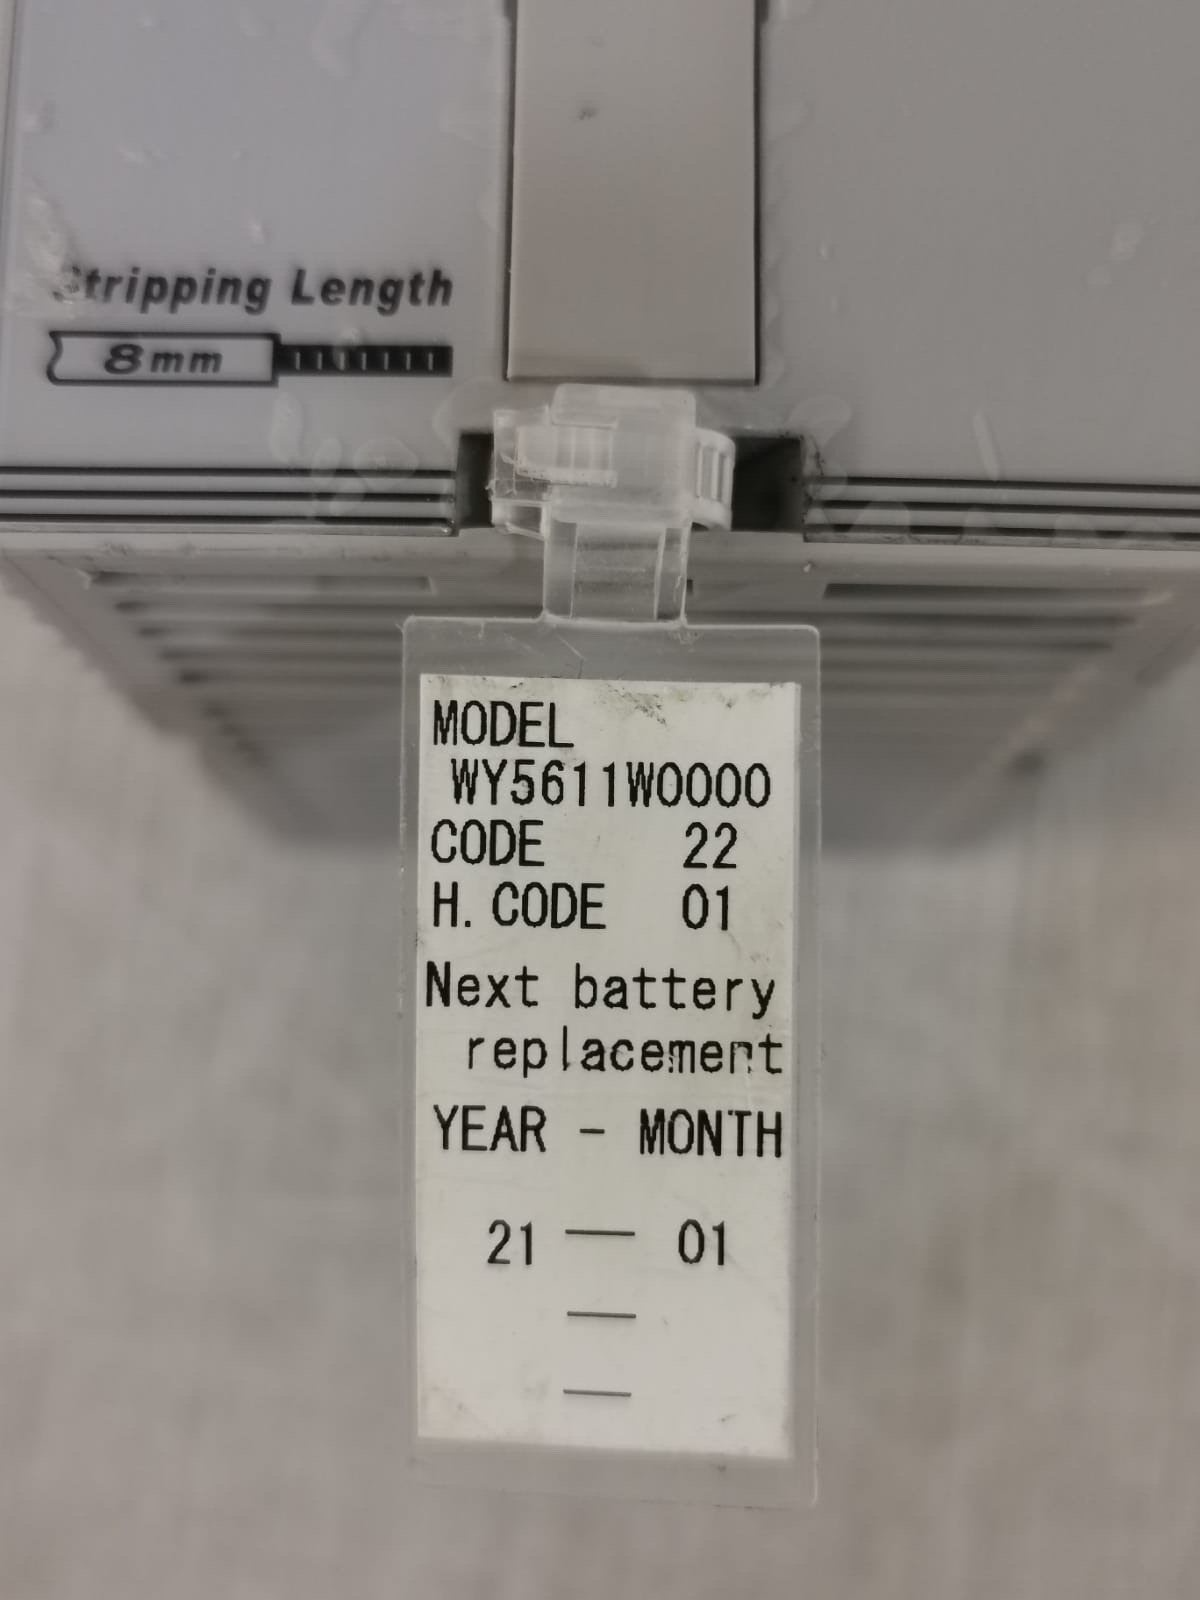 Stripping Length
8mm
MODEL
WY5611W0000
CODE 22
H. CODE 01
Next battery
replacement
YEAR - MONTH
21 — 01
—
—